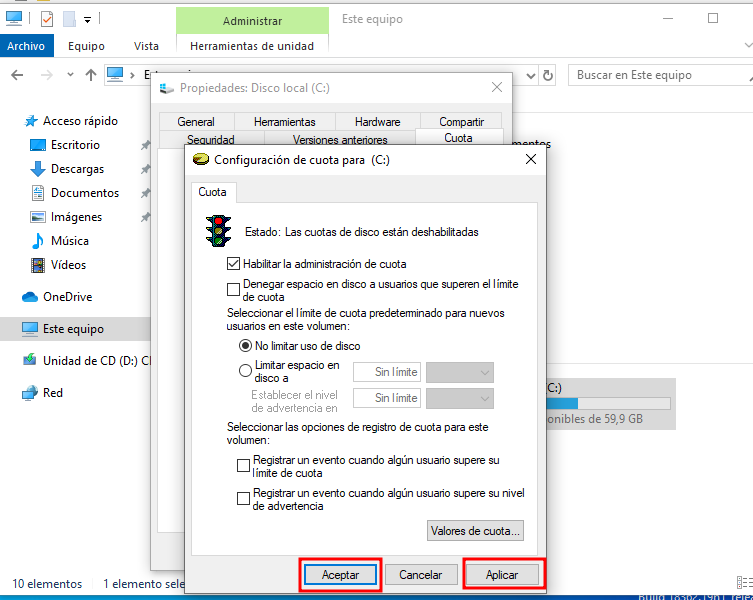 Administrar
Este equipo
Archivo
Equipo
Vista
Herramientas de unidad
Buscar en Este equipo
Propiedades: Disco local (C:)
General
Herramientas
Hardware
Compartir
Seguridad
Versiones anteriores
Cuota
Acceso rápido
Escritorio
Descargas
Documentos
Imágenes
Música
Vídeos
OneDrive
Este equipo
Unidad de CD (D:)
Red
Configuración de cuota para (C:)
Cuota
Estado: Las cuotas de disco están deshabilitadas
Habilitar la administración de cuota
Denegar espacio en disco a usuarios que superen el límite
de cuota
Seleccionar el límite de cuota predeterminado para nuevos
usuarios en este volumen:
No limitar uso de disco
Limitar espacio en
disco a
Sin límite
Establecer el nivel
de advertencia en
Sin límite
Seleccionar las opciones de registro de cuota para este
volumen:
Registrar un evento cuando algún usuario supere su
límite de cuota
Registrar un evento cuando algún usuario supere su nivel
de advertencia
Valores de cuota...
Aceptar
Cancelar
Aplicar
(C:)
onibles de 59,9 GB
10 elementos
1 elemento sele